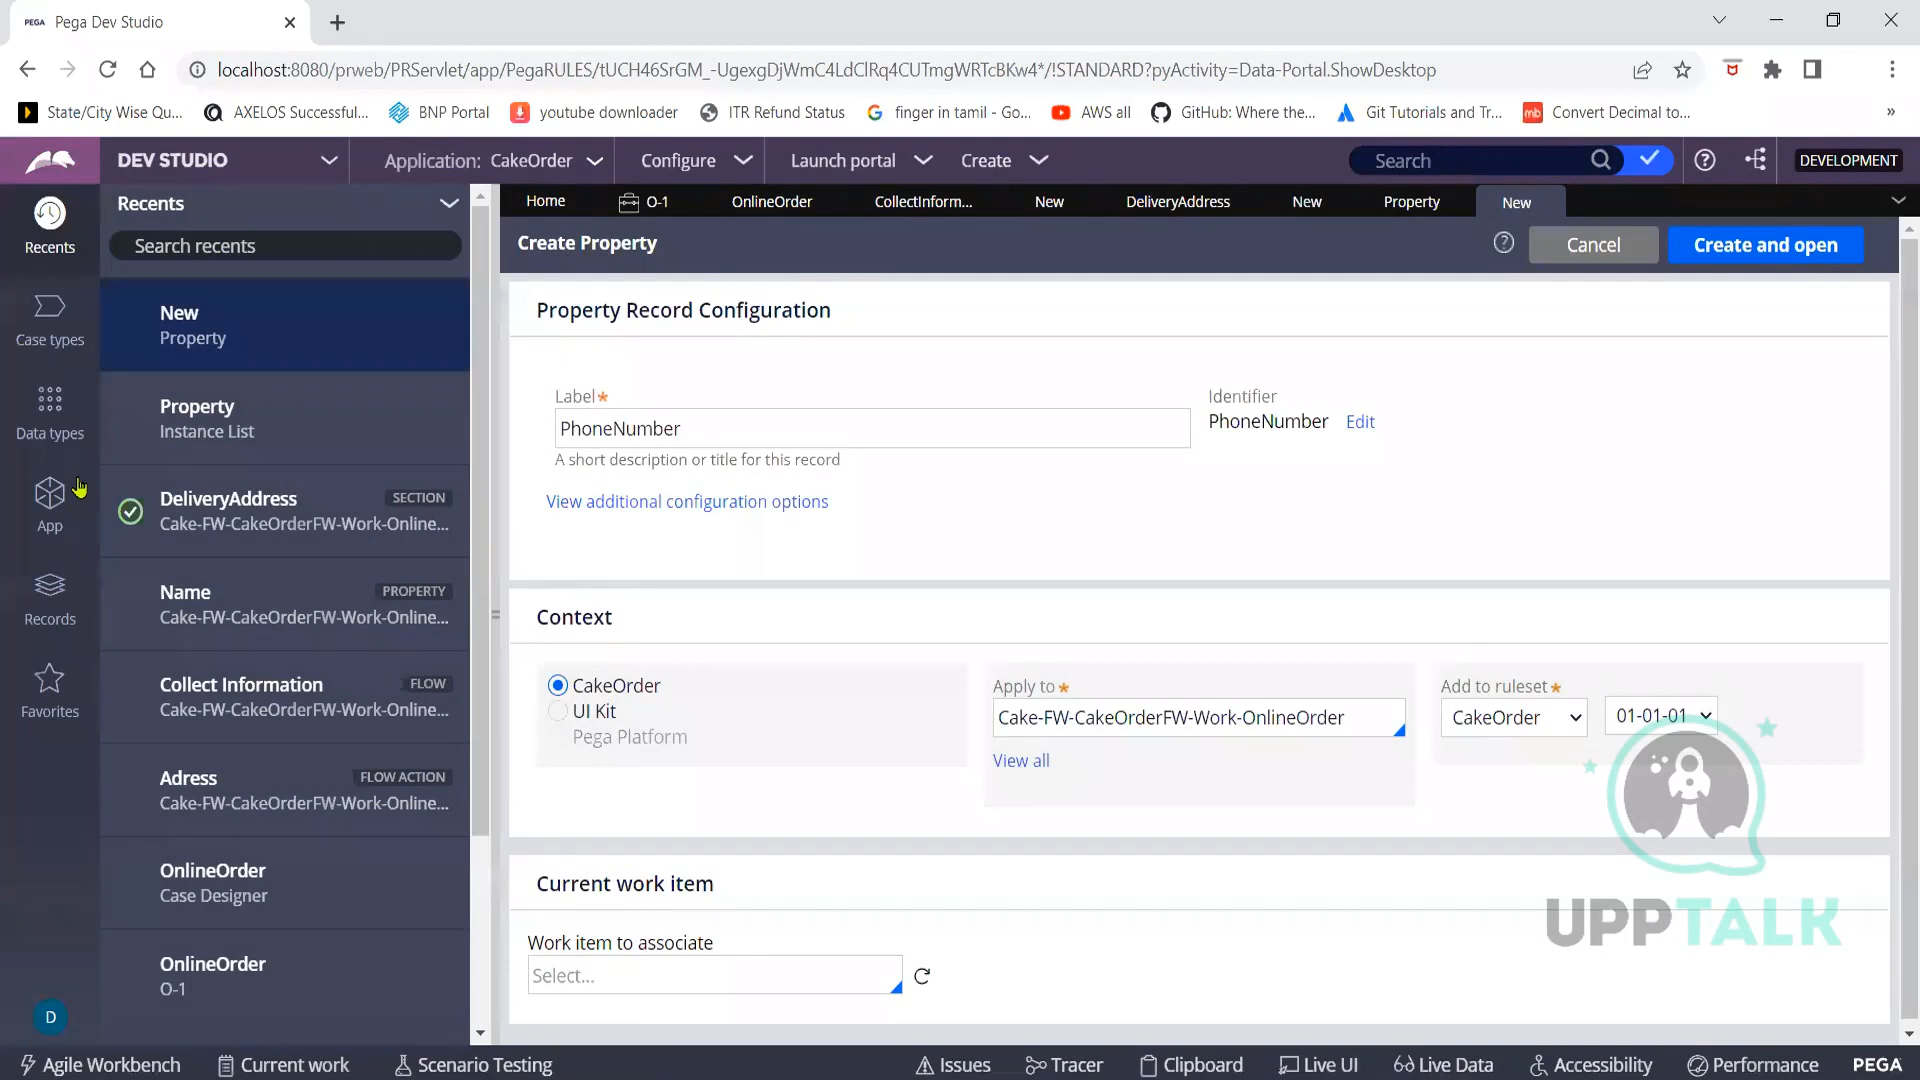 PEGA Pega Dev Studio
localhost:8080/prweb/PRServlet/app/PegaRULES/tUCH46SrGM_-UgexgDjWmC4LdClRq4CUTmgWRTcBKw4*/!STANDARD?pyActivity=Data-Portal.ShowDesktop
State/City Wise Qu... AXELOS Successful... BNP Portal youtube downloader ITR Refund Status finger in tamil - Go... AWS all GitHub: Where the... Git Tutorials and Tr... mb Convert Decimal to... »
DEV STUDIO Application: CakeOrder Configure Launch portal Create Search DEVELOPMENT
Home O-1 OnlineOrder CollectInform... New DeliveryAddress New Property New
Recents
Case types
Data types
App
Records
Favorites
D
Recents
Search recents
New
Property
Property
Instance List
DeliveryAddress SECTION
Cake-FW-CakeOrderFW-Work-Online...
Name PROPERTY
Cake-FW-CakeOrderFW-Work-Online...
Collect Information FLOW
Cake-FW-CakeOrderFW-Work-Online...
Adress FLOW ACTION
Cake-FW-CakeOrderFW-Work-Online...
OnlineOrder
Case Designer
OnlineOrder
O-1
Create Property Cancel Create and open
Property Record Configuration
Label* Identifier
PhoneNumber PhoneNumber Edit
A short description or title for this record
View additional configuration options
Context
CakeOrder Apply to* Add to ruleset*
UI Kit Cake-FW-CakeOrderFW-Work-OnlineOrder CakeOrder 01-01-01
Pega Platform View all
Current work item
Work item to associate
Select...
UPPTALK
Agile Workbench Current work Scenario Testing Issues Tracer Clipboard Live UI Live Data Accessibility Performance PEGA